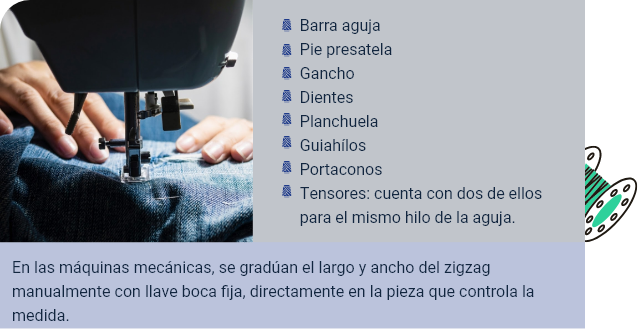 Barra aguja
Pie presatela
Gancho
Dientes
Planchuela
Guiahílos
Portaconos
Tensores: cuenta con dos de ellos
para el mismo hilo de la aguja.
En las máquinas mecánicas, se gradúan el largo y ancho del zigzag
manualmente con llave boca fija, directamente en la pieza que controla la
medida.